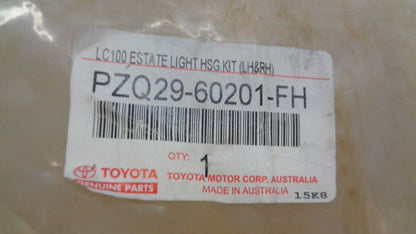 LC100 ESTATE LIGHT HSG KIT (LH&RH)
PZQ29-60201-FH
QTY: 1
TOYOTA
GENUINE PARTS
TOYOTA MOTOR CORP. AUSTRALIA
MADE IN AUSTRALIA
15K8